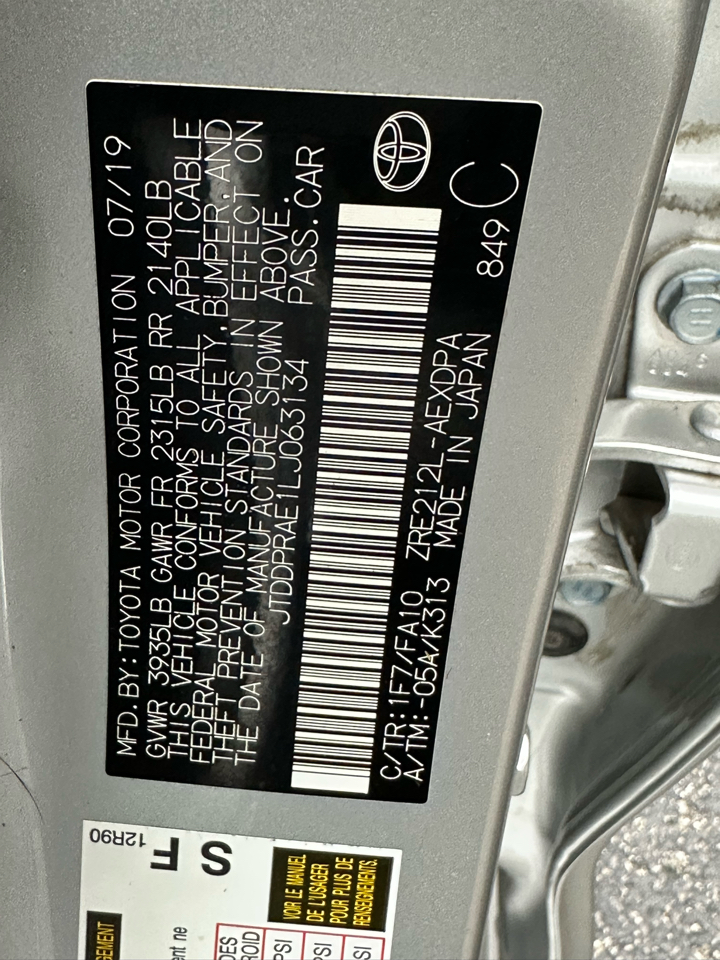 MFD. BY: TOYOTA MOTOR CORPORATION 07/19
GVWR 3935LB GAWR FR 2315LB RR 2140LB
THIS VEHICLE CONFORMS TO ALL APPLICABLE
FEDERAL MOTOR VEHICLE SAFETY, BUMPER, AND
THEFT PREVENTION STANDARDS IN EFFECT ON
THE DATE OF MANUFACTURE SHOWN ABOVE.
JTDDPRAE1LJ063134 PASS. CAR
C/TR: 1F7/FA10 ZRE212L-AEXDPA 849 C
A/TM: -05A/K313 MADE IN JAPAN
12R90
F
S
VOIR LE MANUEL
DE L'USAGER
POUR PLUS DE
RENSEIGNEMENTS.